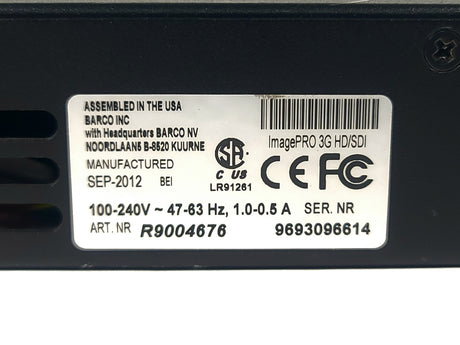 ASSEMBLED IN THE USA
BARCO INC
with Headquarters BARCO NV
NOORDLAAN5 B-8520 KUURNE
MANUFACTURED
SEP-2012 BEI
SA
C US
LR91261
ImagePRO 3G HD/SDI
CE FC
100-240V ~ 47-63 Hz, 1.0-0.5 A SER. NR
ART. NR R9004676 9693096614